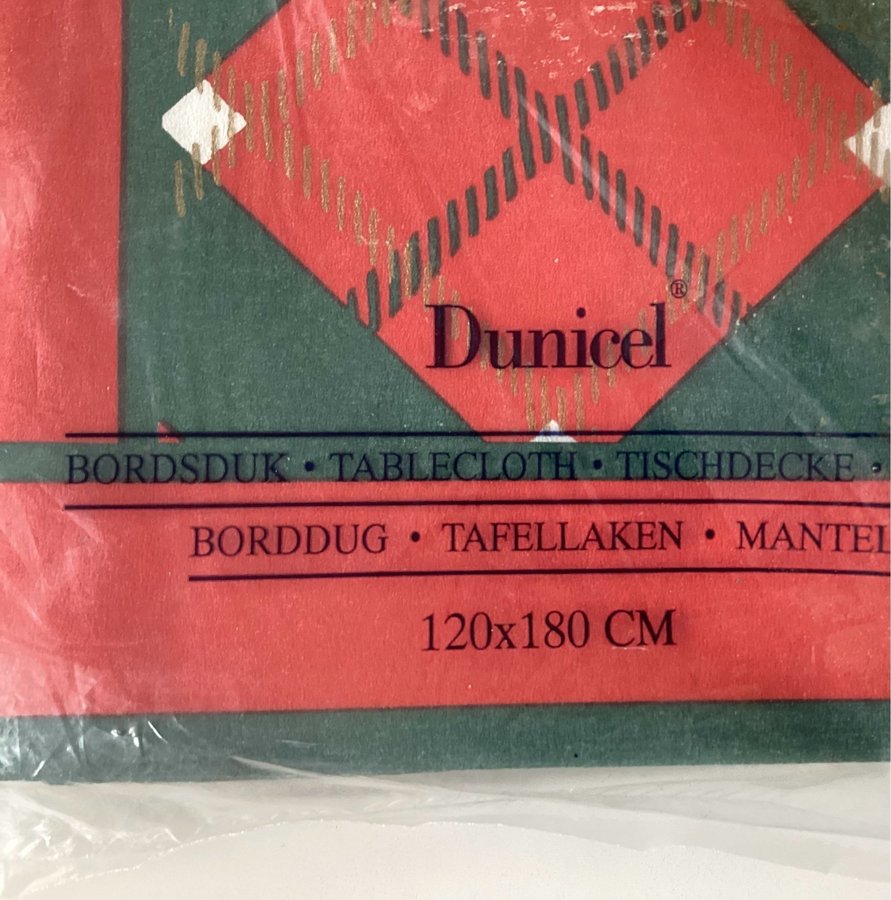 Dunicel®
BORDSDUK • TABLECLOTH • TISCHDECKE •
BORDDUG • TAFELLAKEN • MANTEL
120x180 CM